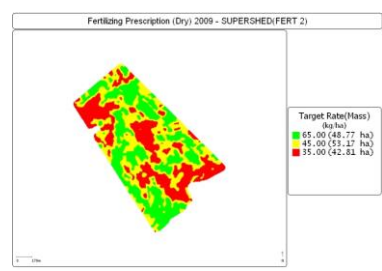 Fertilizing Prescription (Dry) 2009 - SUPERSHED(FERT 2)
Target Rate(Mass)
(kg/ha)
65.00 (48.77 ha)
45.00 (53.17 ha)
35.00 (42.81 ha)